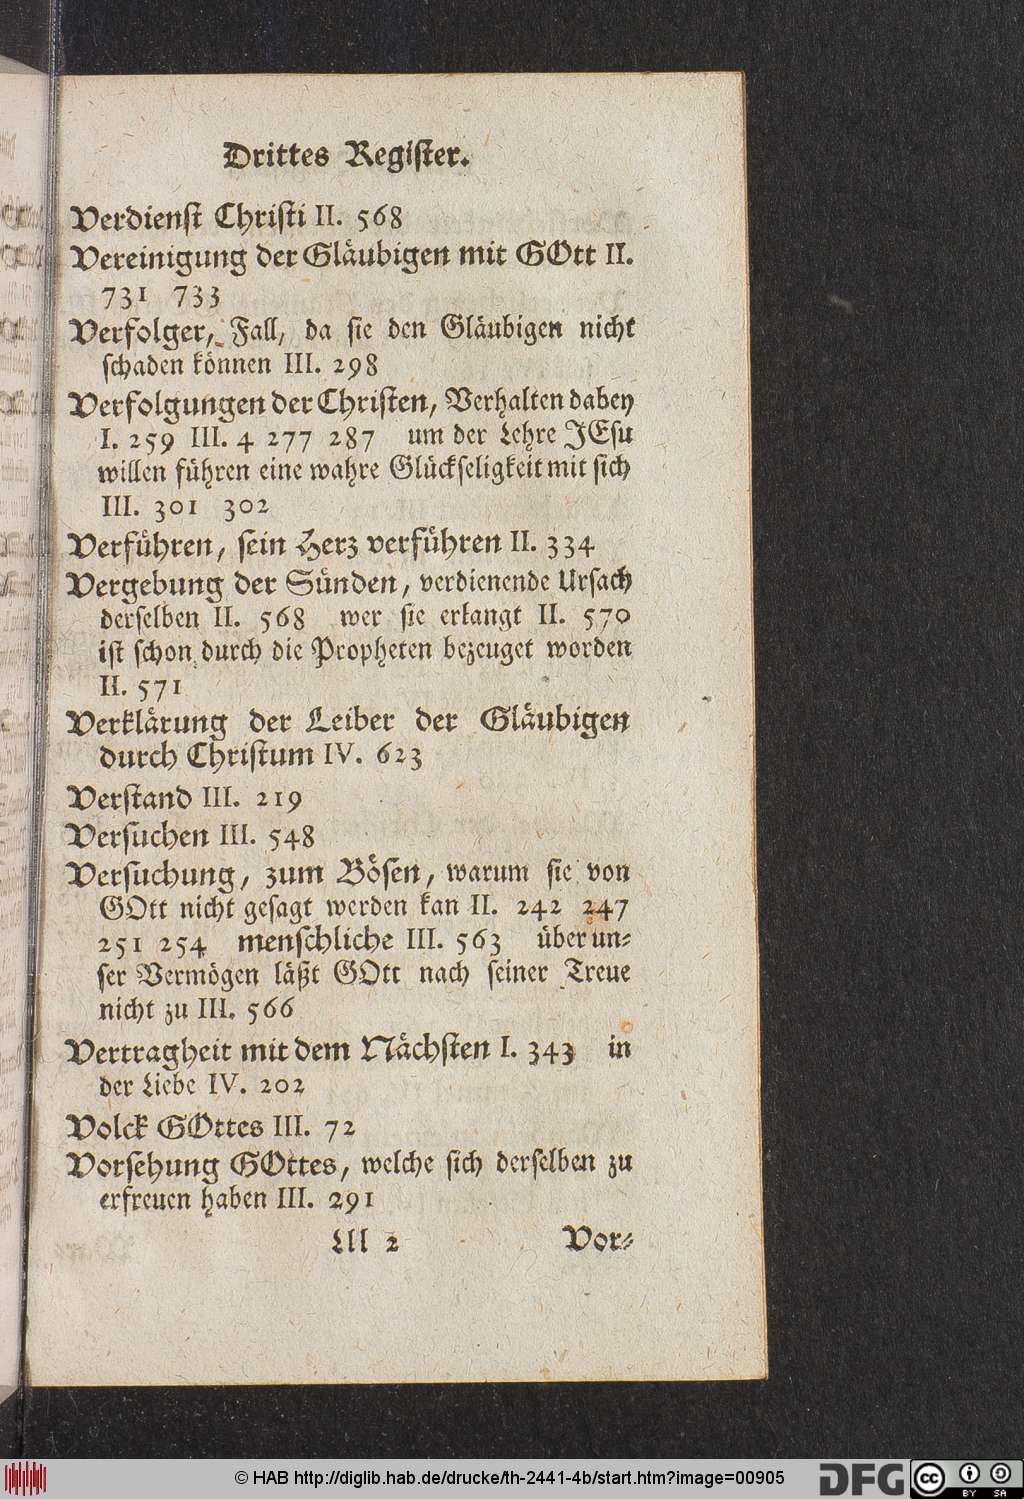 Drittes Register.
Verdienst Christi II. 568
Vereinigung der Gläubigen mit GOtt II.
731 733
Verfolger, Fall, da sie den Gläubigen nicht
schaden können III. 298
Verfolgungen der Christen, Verhalten dabey
I. 259 III. 4 277 287 um der Lehre JEsu
willen führen eine wahre Glückseligkeit mit sich
III. 301 302
Verführen, sein Herz verführen II. 334
Vergebung der Sünden, verdienende Ursach
derselben II. 568 wer sie erlangt II. 570
ist schon durch die Propheten bezeuget worden
II. 571
Verklärung der Leiber der Gläubigen
durch Christum IV. 623
Verstand III. 219
Versuchen III. 548
Versuchung, zum Bösen, warum sie von
GOtt nicht gesagt werden kan II. 242 247
251 254 menschliche III. 563 über un-
ser Vermögen läßt GOtt nach seiner Treue
nicht zu III. 566
Vertragheit mit dem Nächsten I. 343 in
der Liebe IV. 202
Volck GOttes III. 72
Vorsehung GOttes, welche sich derselben zu
erfreuen haben III. 291
Lll 2 Vor-
© HAB http://diglib.hab.de/drucke/th-2441-4b/start.htm?image=00905
DFG
cc BY SA